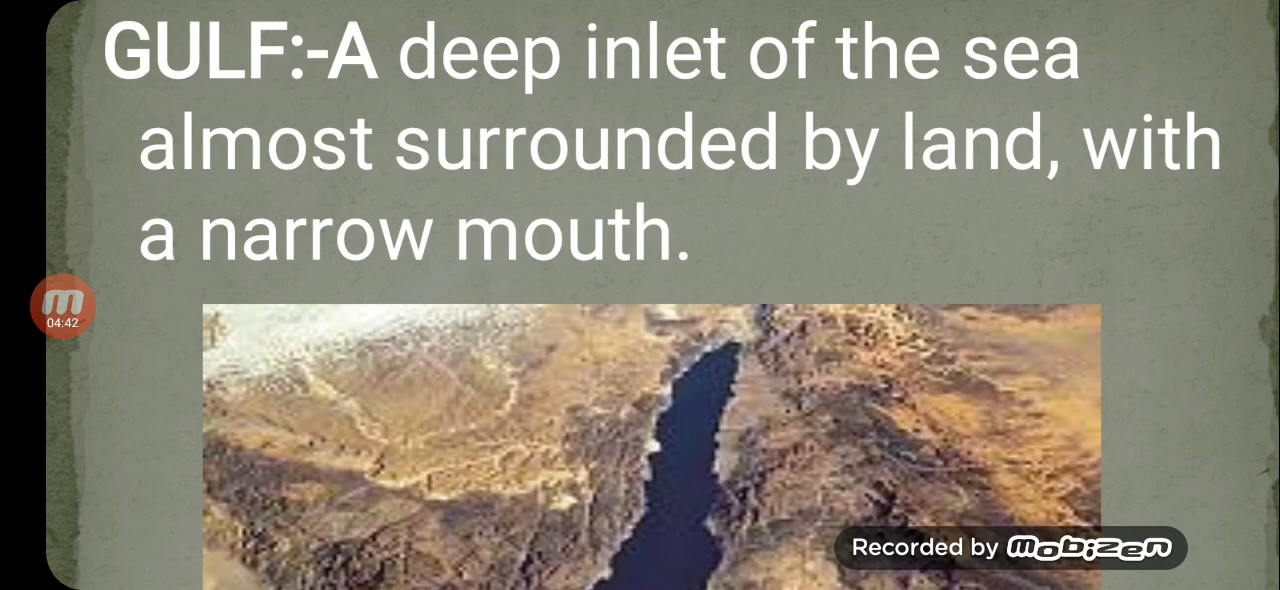 GULF:-A deep inlet of the sea
almost surrounded by land, with
a narrow mouth.
m
04:42
Recorded by mobizen